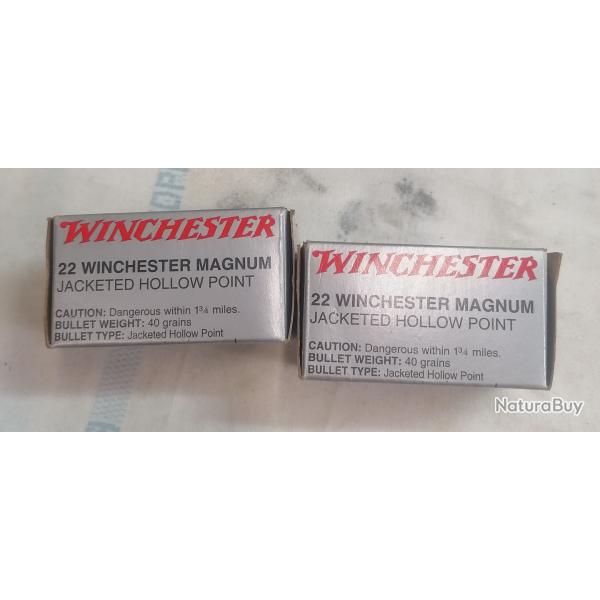 WINCHESTER
22 WINCHESTER MAGNUM
JACKETED HOLLOW POINT
CAUTION: Dangerous within 1¾ miles.
BULLET WEIGHT: 40 grains
BULLET TYPE: Jacketed Hollow Point
WINCHESTER
22 WINCHESTER MAGNUM
JACKETED HOLLOW POINT
CAUTION: Dangerous within 1¾ miles.
BULLET WEIGHT: 40 grains
BULLET TYPE: Jacketed Hollow Point
NaturaBuy